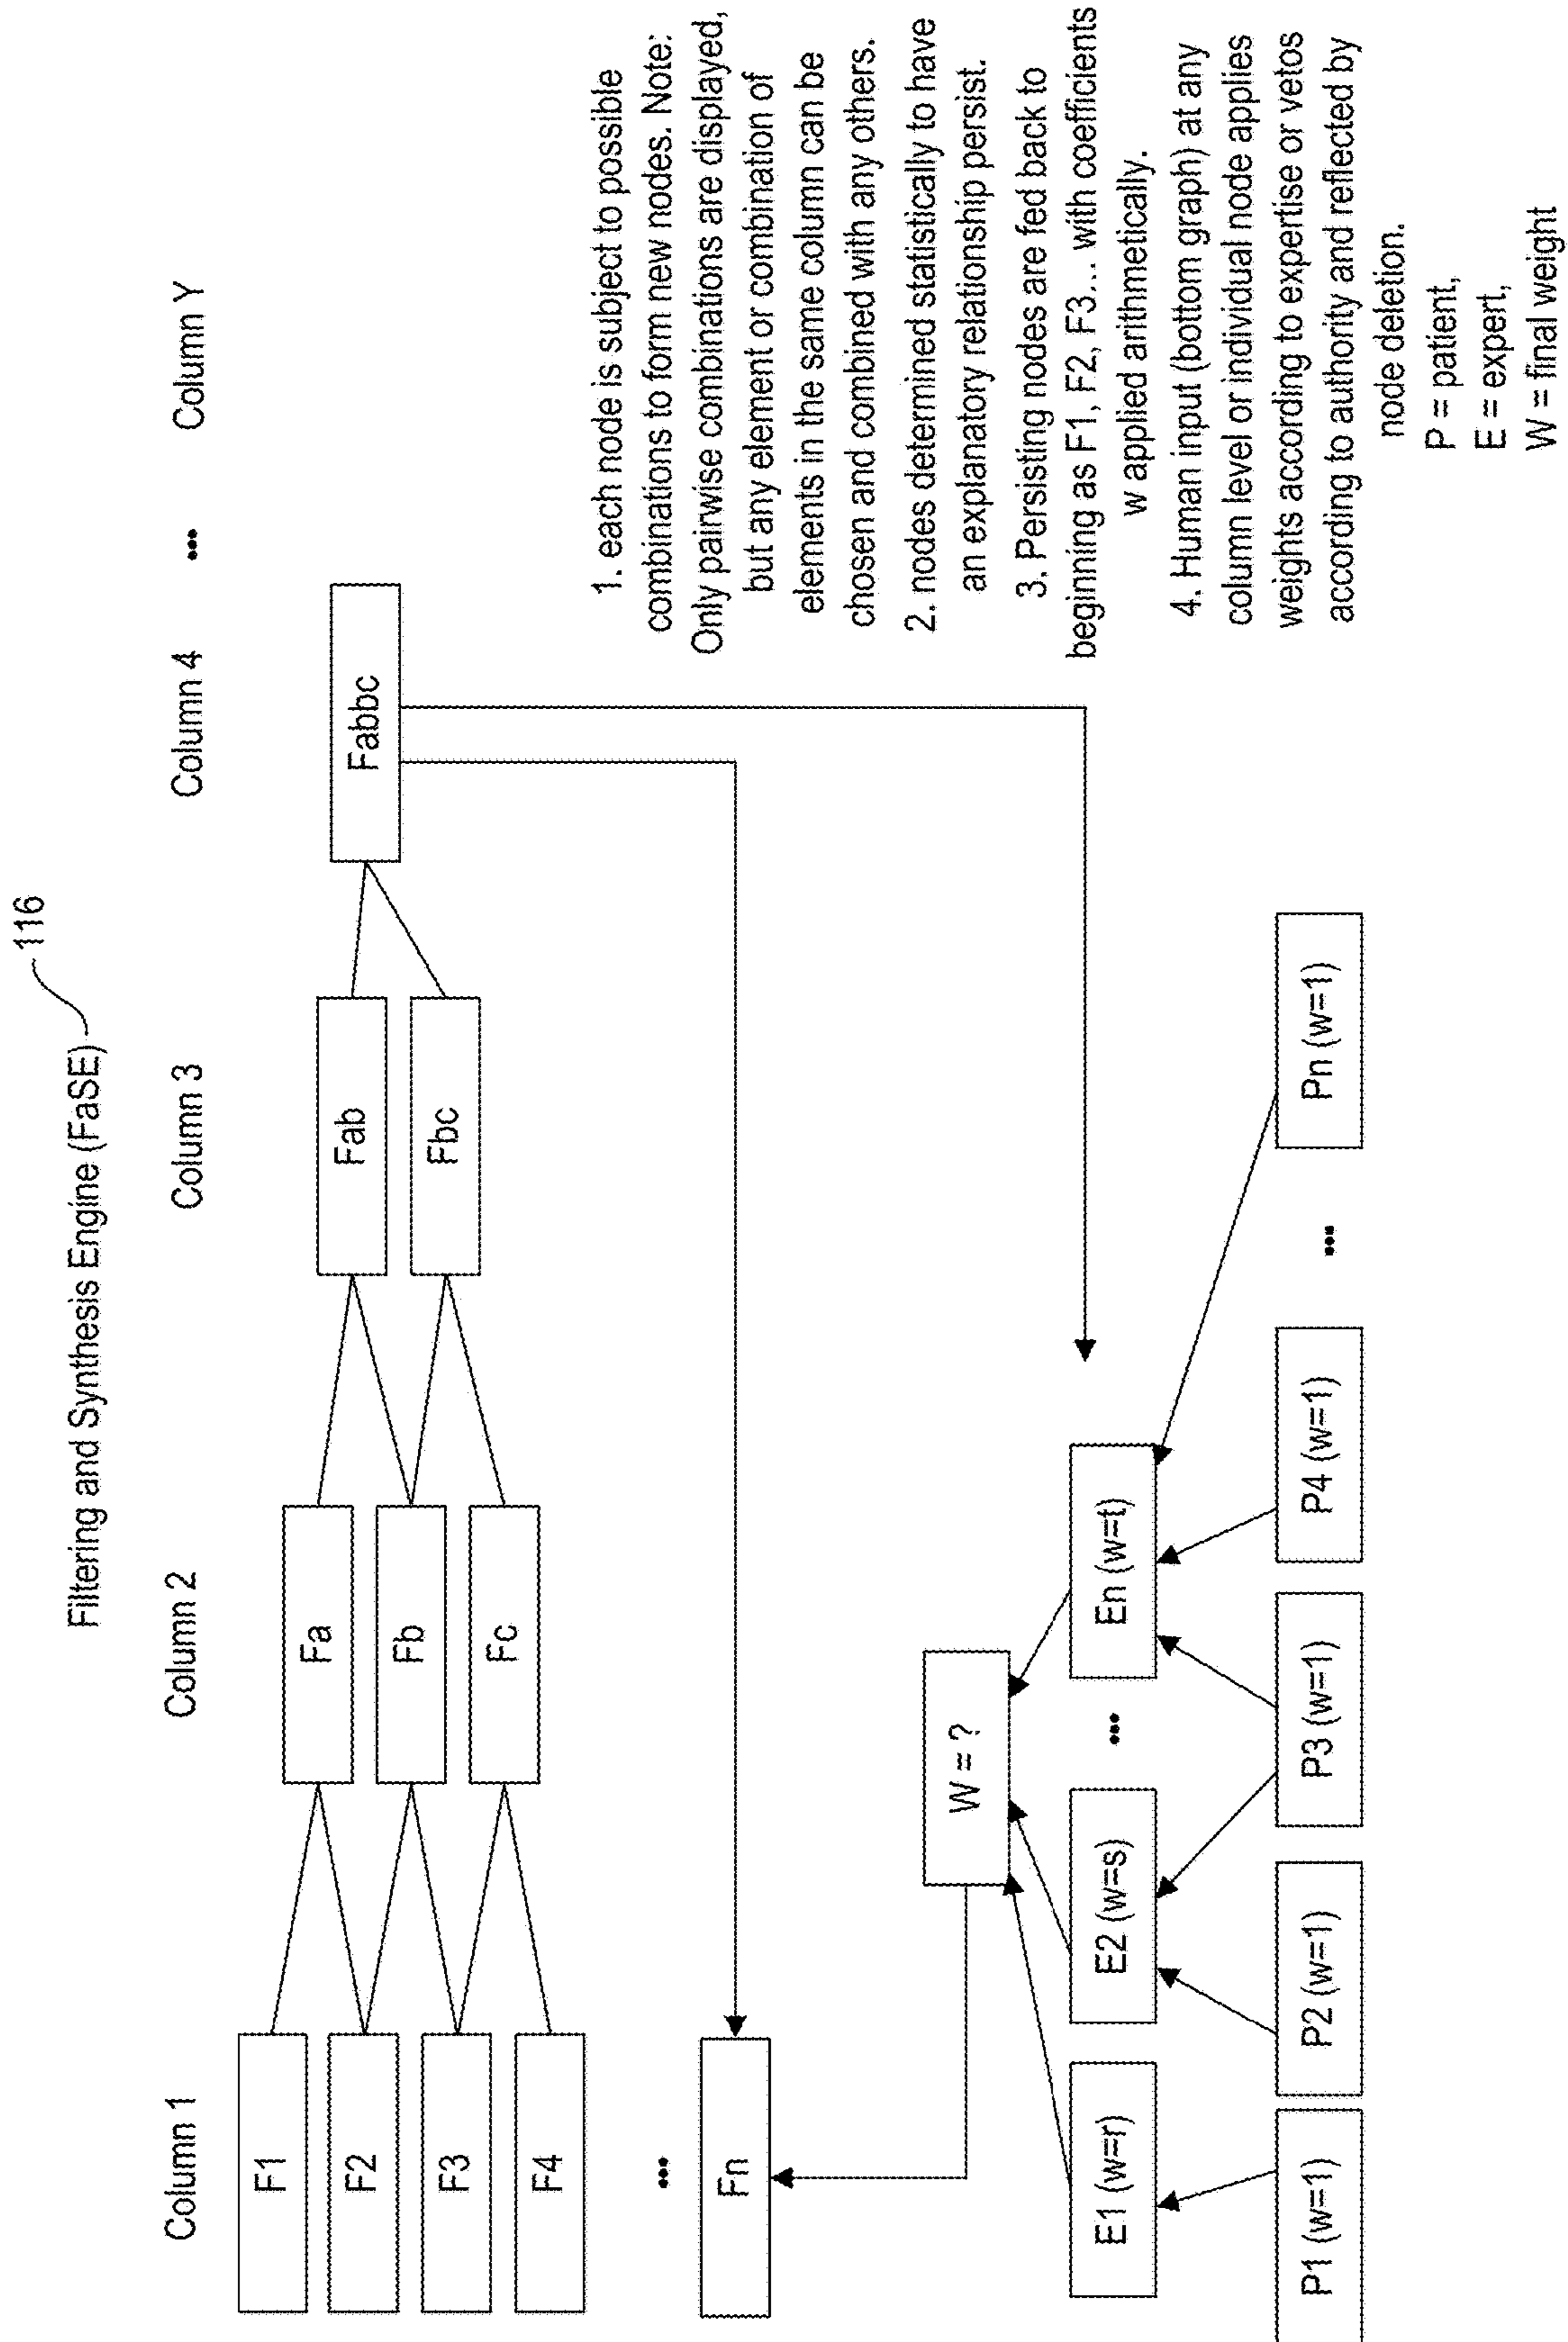 Filtering and Synthesis Engine (FaSE)
116
Column 1
Column 2
Column 3
Column 4
•••
Column Y
F1
F2
F3
F4
•••
Fn
Fa
Fb
Fc
Fab
Fbc
Fabbc
1. each node is subject to possible
combinations to form new nodes. Note:
Only pairwise combinations are displayed,
but any element or combination of
elements in the same column can be
chosen and combined with any others.
2. nodes determined statistically to have
an explanatory relationship persist.
3. Persisting nodes are fed back to
beginning as F1, F2, F3... with coefficients
w applied arithmetically.
4. Human input (bottom graph) at any
column level or individual node applies
weights according to expertise or vetos
according to authority and reflected by
node deletion.
P = patient,
E = expert,
W = final weight
W = ?
E1 (w=r)
E2 (w=s)
•••
En (w=t)
P1 (w=1)
P2 (w=1)
P3 (w=1)
P4 (w=1)
•••
Pn (w=1)